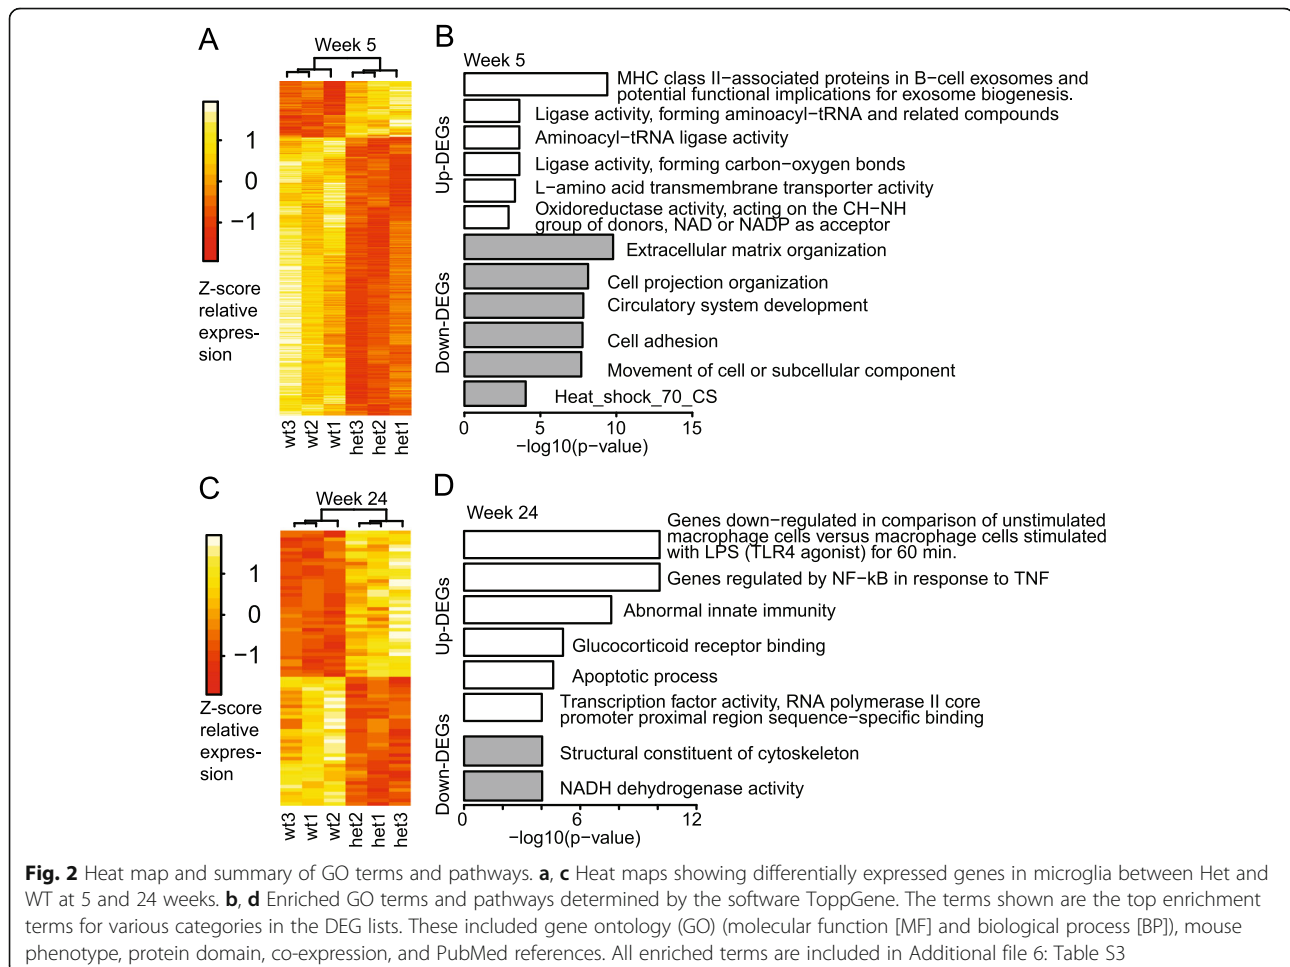 A
Week 5
1
0
−1
Z-score
relative
expres-
sion
wt3
wt2
wt1
het3
het2
het1
B
Week 5
Up-DEGs
Down-DEGs
MHC class II−associated proteins in B−cell exosomes and
potential functional implications for exosome biogenesis.
Ligase activity, forming aminoacyl−tRNA and related compounds
Aminoacyl−tRNA ligase activity
Ligase activity, forming carbon−oxygen bonds
L−amino acid transmembrane transporter activity
Oxidoreductase activity, acting on the CH−NH
group of donors, NAD or NADP as acceptor
Extracellular matrix organization
Cell projection organization
Circulatory system development
Cell adhesion
Movement of cell or subcellular component
Heat_shock_70_CS
0 5 10 15
−log10(p−value)
C
Week 24
1
0
−1
Z-score
relative
expres-
sion
wt3
wt1
wt2
het2
het1
het3
D
Week 24
Up-DEGs
Down-DEGs
Genes down−regulated in comparison of unstimulated
macrophage cells versus macrophage cells stimulated
with LPS (TLR4 agonist) for 60 min.
Genes regulated by NF−kB in response to TNF
Abnormal innate immunity
Glucocorticoid receptor binding
Apoptotic process
Transcription factor activity, RNA polymerase II core
promoter proximal region sequence−specific binding
Structural constituent of cytoskeleton
NADH dehydrogenase activity
0 6 12
−log10(p−value)
Fig. 2 Heat map and summary of GO terms and pathways. a, c Heat maps showing differentially expressed genes in microglia between Het and
WT at 5 and 24 weeks. b, d Enriched GO terms and pathways determined by the software ToppGene. The terms shown are the top enrichment
terms for various categories in the DEG lists. These included gene ontology (GO) (molecular function [MF] and biological process [BP]), mouse
phenotype, protein domain, co-expression, and PubMed references. All enriched terms are included in Additional file 6: Table S3